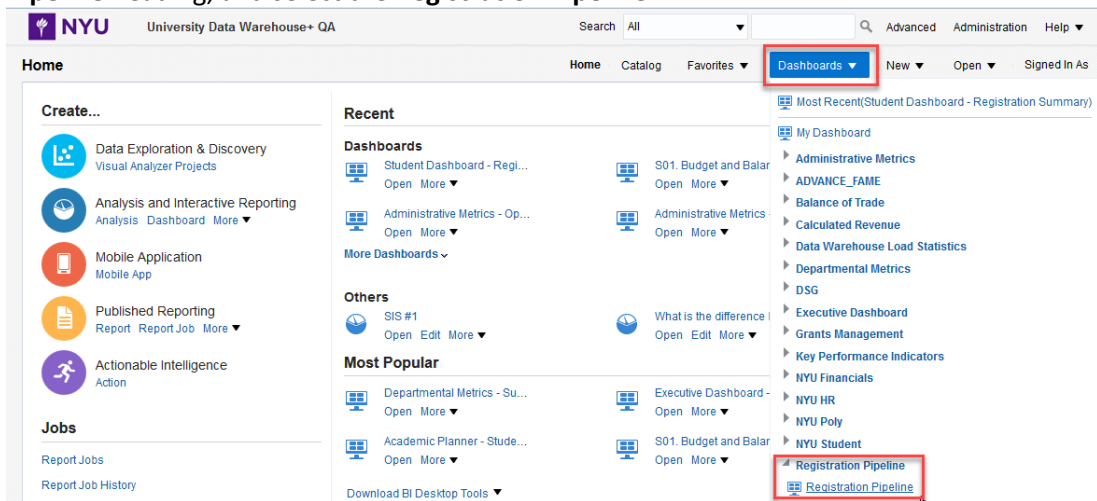 NYU University Data Warehouse+ QA Search All Advanced Administration Help
Home Home Catalog Favorites Dashboards New Open Signed In As
Create...
Data Exploration & Discovery
Visual Analyzer Projects
Analysis and Interactive Reporting
Analysis Dashboard More
Mobile Application
Mobile App
Published Reporting
Report Report Job More
Actionable Intelligence
Action
Jobs
Report Jobs
Report Job History
Recent
Dashboards
Student Dashboard - Regi...
Open More
S01. Budget and Balar
Open More
Administrative Metrics - Op...
Open More
Administrative Metrics -
Open More
More Dashboards
Others
SIS #1
Open Edit More
What is the difference
Open Edit More
Most Popular
Departmental Metrics - Su...
Open More
Executive Dashboard -
Open More
Academic Planner - Stude...
Open More
S01. Budget and Balar
Open More
Download BI Desktop Tools
Most Recent(Student Dashboard - Registration Summary)
My Dashboard
Administrative Metrics
ADVANCE_FAME
Balance of Trade
Calculated Revenue
Data Warehouse Load Statistics
Departmental Metrics
DSG
Executive Dashboard
Grants Management
Key Performance Indicators
NYU Financials
NYU HR
NYU Poly
NYU Student
Registration Pipeline
Registration Pipeline